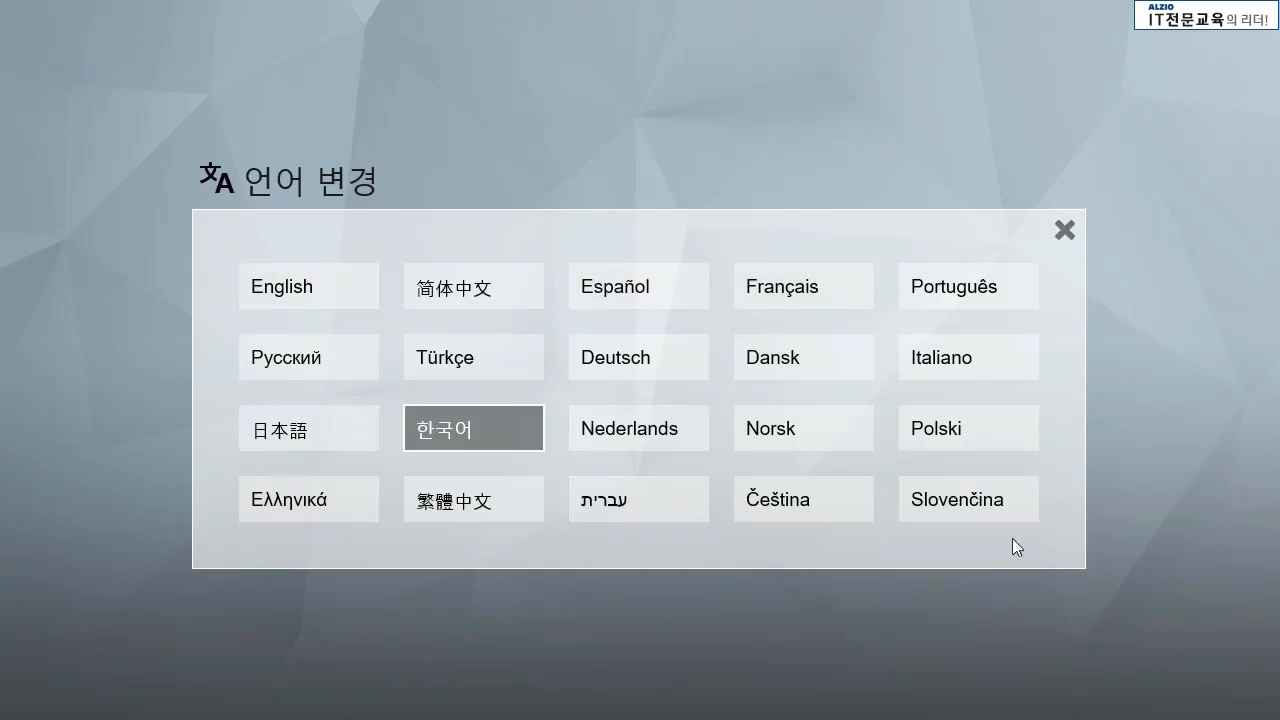 ALZIO
IT전문교육의 리더!
언어 변경
English 简体中文 Español Français Português
Русский Türkçe Deutsch Dansk Italiano
日本語 한국어 Nederlands Norsk Polski
Ελληνικά 繁體中文 עברית Čeština Slovenčina